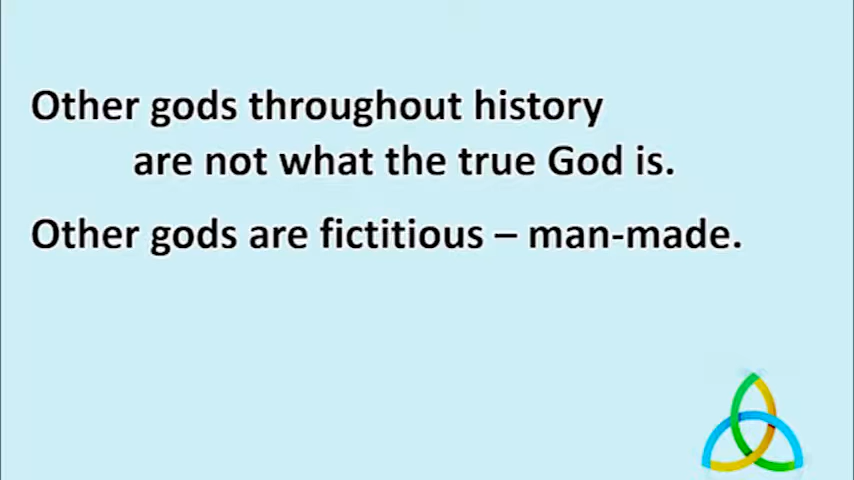 Other gods throughout history
are not what the true God is.
Other gods are fictitious – man-made.